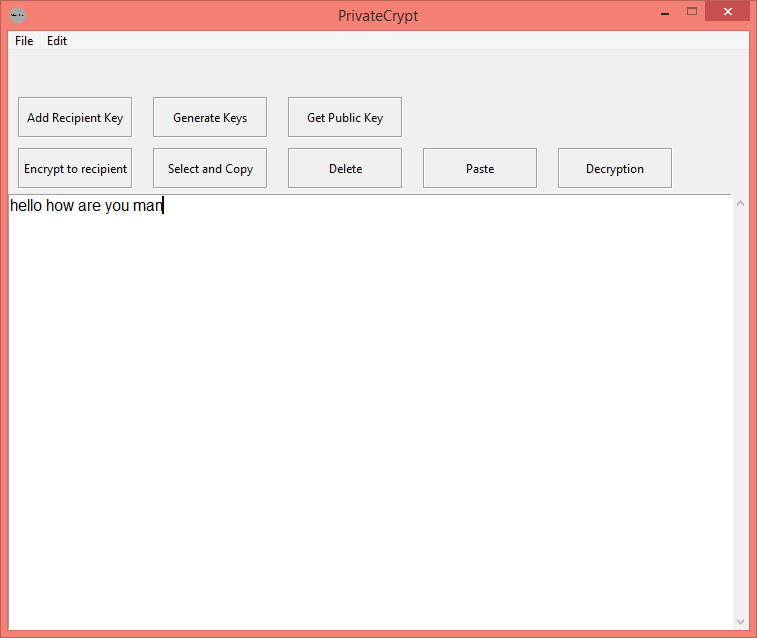 PrivateCrypt
File Edit
Add Recipient Key Generate Keys Get Public Key
Encrypt to recipient Select and Copy Delete Paste Decryption
hello how are you man